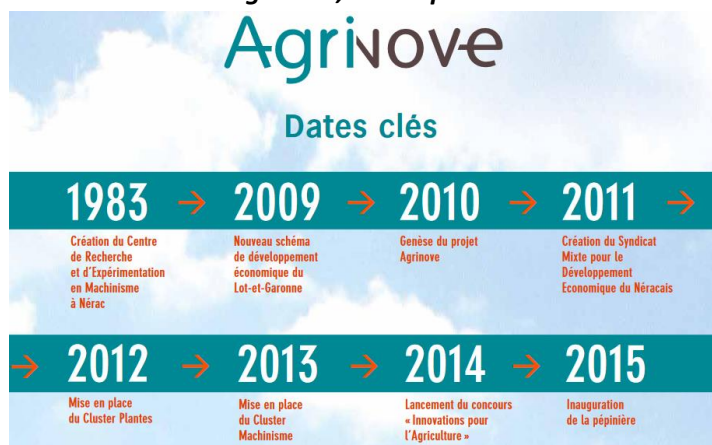 Agrinove
Dates clés
1983 → 2009 → 2010 → 2011 →
Création du Centre
de Recherche
et d'Expérimentation
en Machinisme
à Nérac
Nouveau schéma
de développement
économique du
Lot-et-Garonne
Genèse du projet
Agrinove
Création du Syndicat
Mixte pour le
Développement
Economique du Néracais
→ 2012 → 2013 → 2014 → 2015
Mise en place
du Cluster Plantes
Mise en place
du Cluster
Machinisme
Lancement du concours
« Innovations pour
l'Agriculture »
Inauguration
de la pépinière